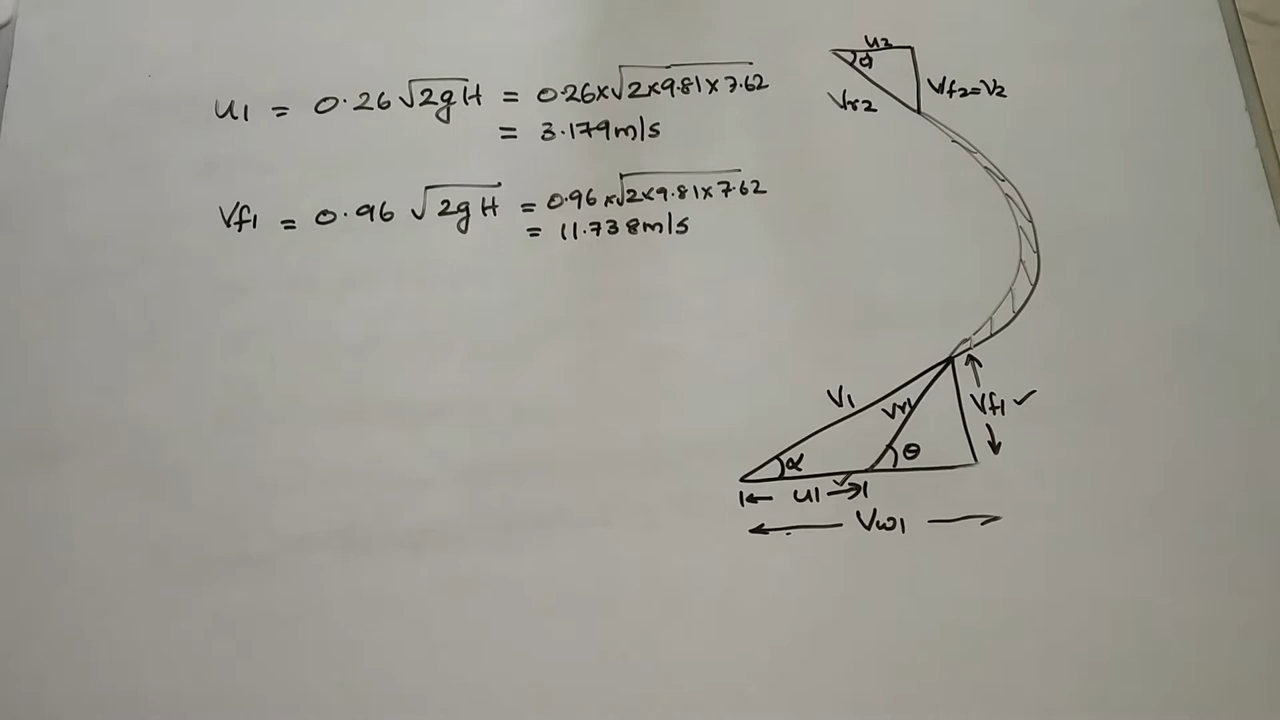 u1 = 0.26 √2gH = 0.26×√2×9.81×7.62
= 3.179m/s
Vf1 = 0.96 √2gH = 0.96×√2×9.81×7.62
= 11.738m/s
u2
ϕ
Vr2
Vf2=V2
V1
Vr1
Vf1 ✓
α
θ
u1
Vw1